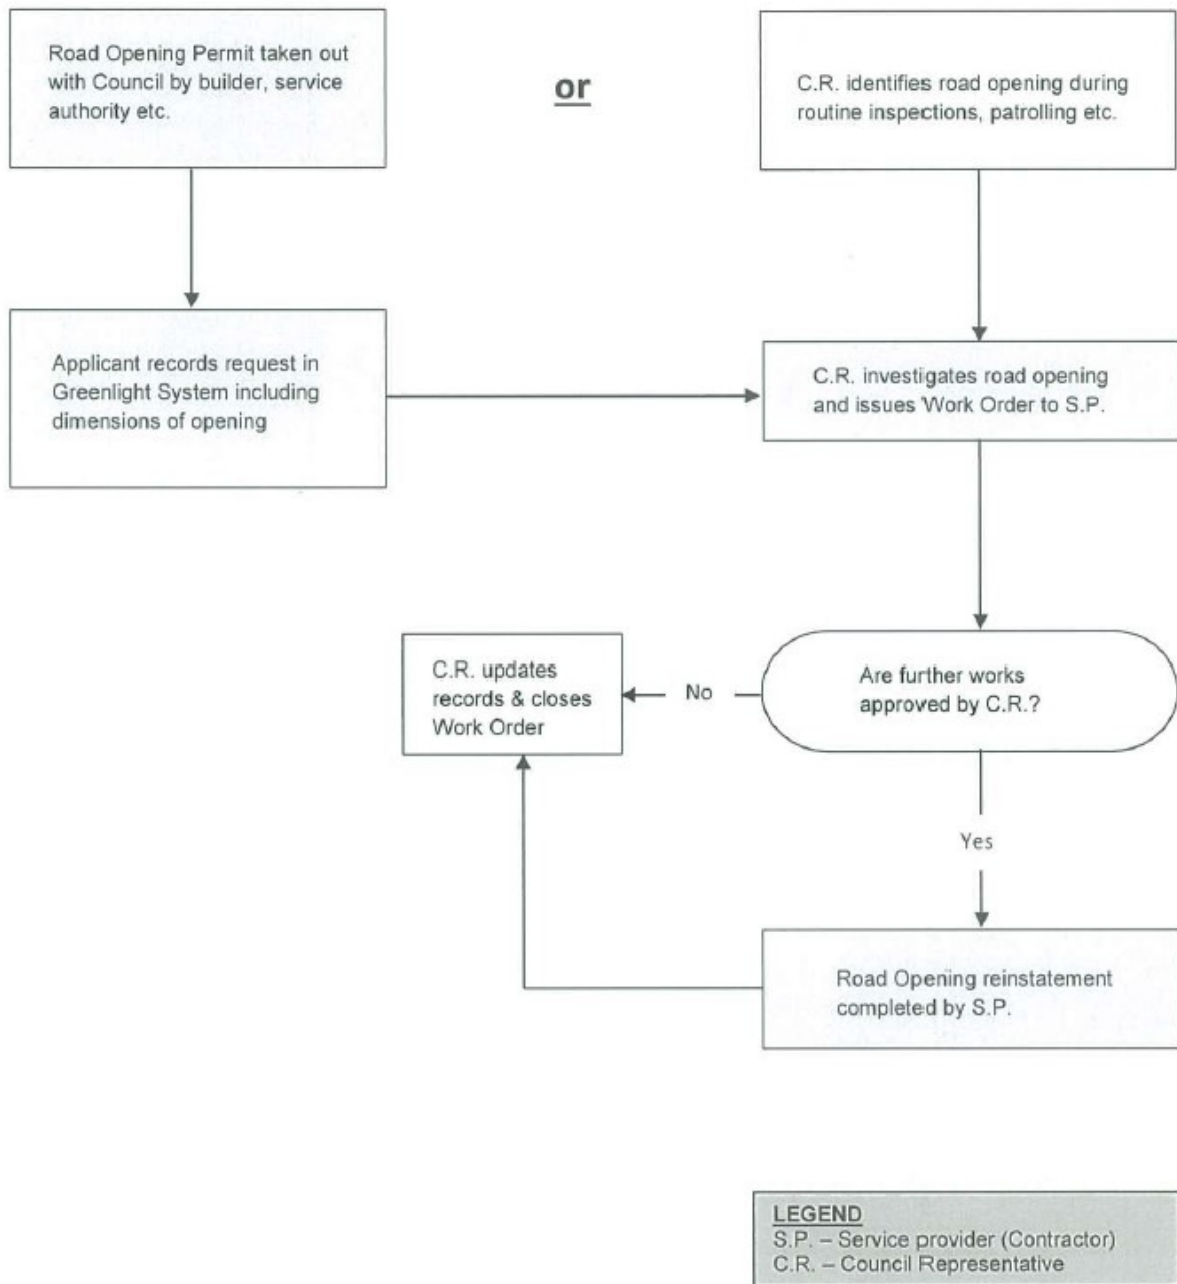 Road Opening Permit taken out
with Council by builder, service
authority etc.
or
C.R. identifies road opening during
routine inspections, patrolling etc.
Applicant records request in
Greenlight System including
dimensions of opening
C.R. investigates road opening
and issues 'Work Order to S.P.
Are further works
approved by C.R.?
No
C.R. updates
records & closes
Work Order
Yes
Road Opening reinstatement
completed by S.P.
LEGEND
S.P. – Service provider (Contractor)
C.R. – Council Representative